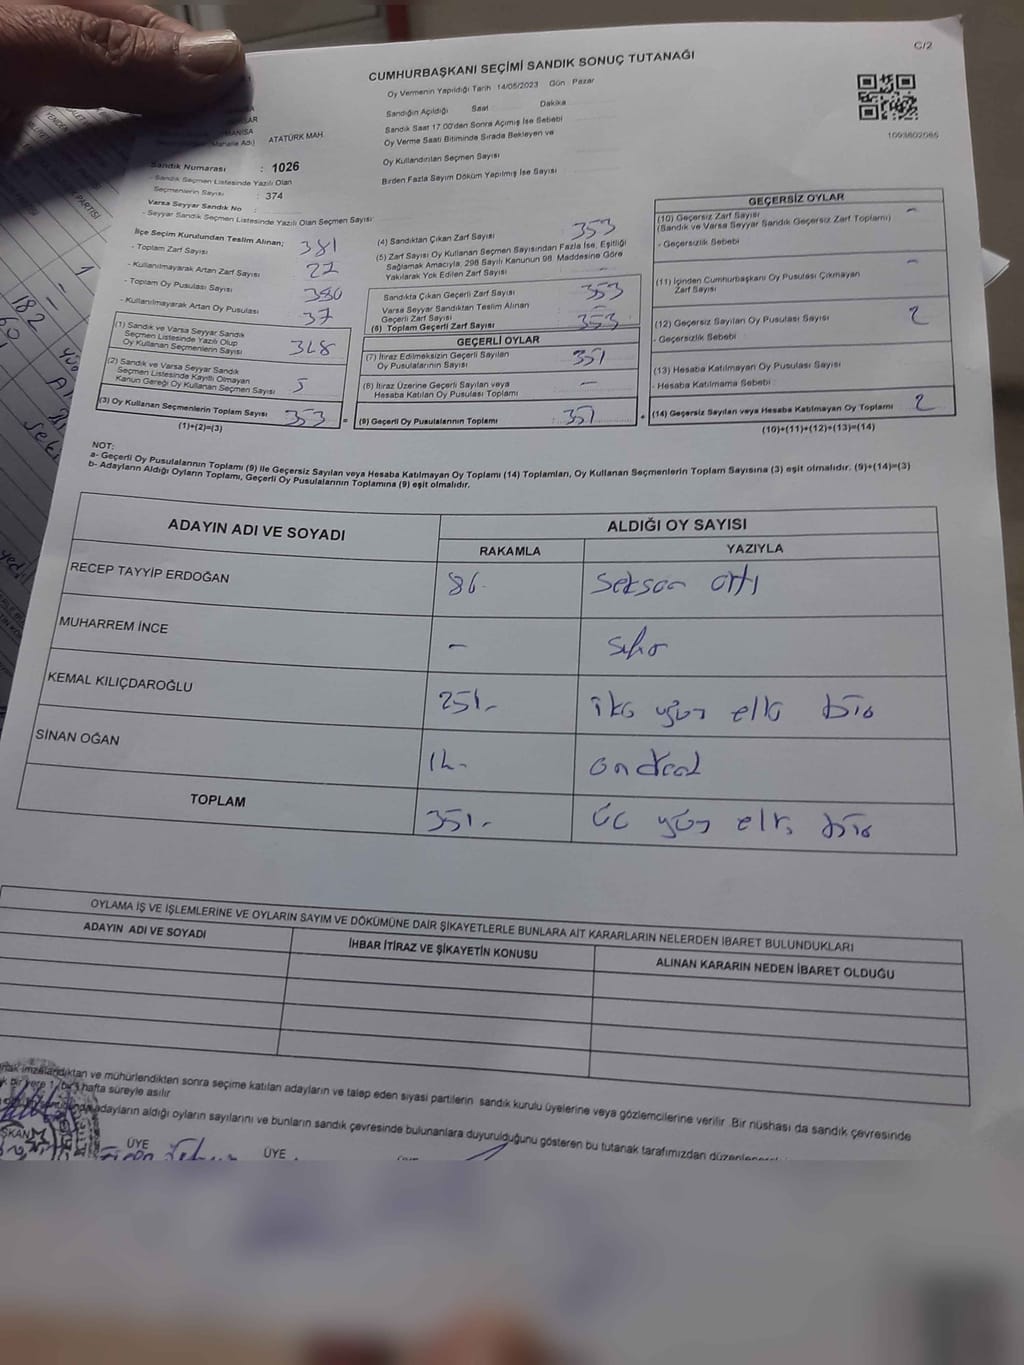 C/2
CUMHURBAŞKANI SEÇİMİ SANDIK SONUÇ TUTANAĞI
Oy Vermenin Yapıldığı Tarih :14/05/2023 Gün : Pazar
Sandığın Açıldığı Saat Dakika
Sandık Saat 17.00'den Sonra Açımış İse Sebebi
Oy Verme Saati Bitiminde Sırada Bekleyen ve
Oy Kullandırılan Seçmen Sayısı
Birden Fazla Sayım Döküm Yapılmış İse Sayısı
1093802065
MANİSA
Mahalle Adı) ATATÜRK MAH.
Sandık Numarası : 1026
- Sandık Seçmen Listesinde Yazılı Olan
Seçmenlerin Sayısı : 374
Varsa Seyyar Sandık No :
- Seyyar Sandık Seçmen Listesinde Yazılı Olan Seçmen Sayısı:
İlçe Seçim Kurulundan Teslim Alınan;
- Toplam Zarf Sayısı : 381
- Kullanılmayarak Artan Zarf Sayısı : 27
- Toplam Oy Pusulası Sayısı : 380
- Kullanılmayarak Artan Oy Pusulası : 37
(1) Sandık ve Varsa Seyyar Sandık
Seçmen Listesinde Yazılı Olup
Oy Kullanan Seçmenlerin Sayısı : 348
(2) Sandık ve Varsa Seyyar Sandık
Seçmen Listesinde Kayıtlı Olmayan
Kanun Gereği Oy Kullanan Seçmen Sayısı : 5
(3) Oy Kullanan Seçmenlerin Toplam Sayısı : 353 =
(1)+(2)=(3)
(4) Sandıktan Çıkan Zarf Sayısı : 353
(5) Zarf Sayısı Oy Kullanan Seçmen Sayısından Fazla İse, Eşitliği
Sağlamak Amacıyla, 298 Sayılı Kanunun 98. Maddesine Göre
Yakılarak Yok Edilen Zarf Sayısı : -
Sandıkta Çıkan Geçerli Zarf Sayısı : 353
Varsa Seyyar Sandıktan Teslim Alınan
Geçerli Zarf Sayısı
(6) Toplam Geçerli Zarf Sayısı : 353
GEÇERLİ OYLAR
(7) İtiraz Edilmeksizin Geçerli Sayılan
Oy Pusulalarının Sayısı : 351
(8) İtiraz Üzerine Geçerli Sayılan veya
Hesaba Katılan Oy Pusulası Toplamı : -
(9) Geçerli Oy Pusulalarının Toplamı : 351 +
GEÇERSİZ OYLAR
(10) Geçersiz Zarf Sayısı -
(Sandık ve Varsa Seyyar Sandık Geçersiz Zarf Toplamı)
- Geçersizlik Sebebi
(11) İçinden Cumhurbaşkanı Oy Pusulası Çıkmayan -
Zarf Sayısı
(12) Geçersiz Sayılan Oy Pusulası Sayısı 2
- Geçersizlik Sebebi
(13) Hesaba Katılmayan Oy Pusulası Sayısı
- Hesaba Katılmama Sebebi
(14) Geçersiz Sayılan veya Hesaba Katılmayan Oy Toplamı 2
(10)+(11)+(12)+(13)=(14)
NOT:
a- Geçerli Oy Pusulalarının Toplamı (9) ile Geçersiz Sayılan veya Hesaba Katılmayan Oy Toplamı (14) Toplamları, Oy Kullanan Seçmenlerin Toplam Sayısına (3) eşit olmalıdır. (9)+(14)=(3)
b- Adayların Aldığı Oyların Toplamı, Geçerli Oy Pusulalarının Toplamına (9) eşit olmalıdır.
ADAYIN ADI VE SOYADI ALDIĞI OY SAYISI
RAKAMLA YAZIYLA
RECEP TAYYİP ERDOĞAN 86- seksen altı
MUHARREM İNCE - sıfır
KEMAL KILIÇDAROĞLU 251.- iki yüz elli bir
SİNAN OĞAN 14.- on dört
TOPLAM 351.- üç yüz elli bir
OYLAMA İŞ VE İŞLEMLERİNE VE OYLARIN SAYIM VE DÖKÜMÜNE DAİR ŞİKAYETLERLE BUNLARA AİT KARARLARIN NELERDEN İBARET BULUNDUKLARI
ADAYIN ADI VE SOYADI İHBAR İTİRAZ VE ŞİKAYETİN KONUSU ALINAN KARARIN NEDEN İBARET OLDUĞU
imzalandıktan ve mühürlendikten sonra seçime katılan adayların ve talep eden siyasi partilerin sandık kurulu üyelerine veya gözlemcilerine verilir. Bir nüshası da sandık çevresinde
bir yere 1 (bir) hafta süreyle asılır
adayların aldığı oyların sayılarını ve bunların sandık çevresinde bulunanlara duyurulduğunu gösteren bu tutanak tarafımızdan
ÜYE ÜYE